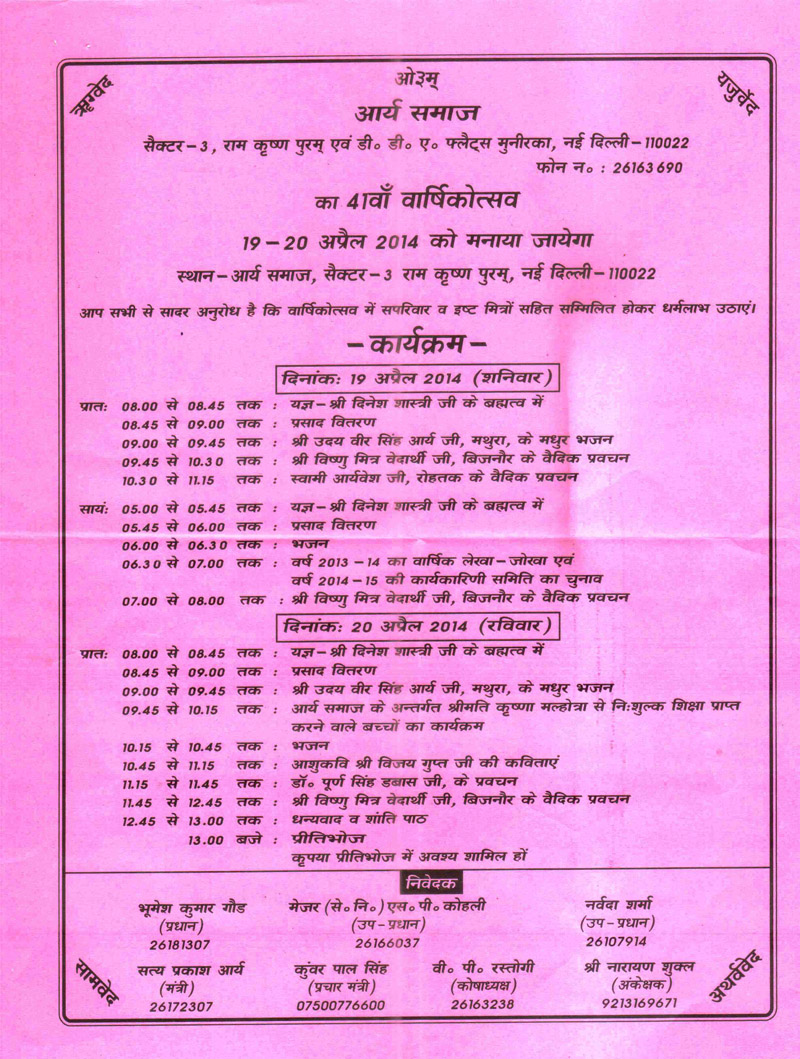 ऋग्वेद
ओ३म्
यजुर्वेद
आर्य समाज
सैक्टर-3, राम कृष्ण पुरम् एवं डी॰ डी॰ ए॰ फ्लैट्स मुनीरका, नई दिल्ली-110022
फोन न॰ : 26163690
का 41वाँ वार्षिकोत्सव
19-20 अप्रैल 2014 को मनाया जायेगा
स्थान-आर्य समाज, सैक्टर-3 राम कृष्ण पुरम्, नई दिल्ली-110022
आप सभी से सादर अनुरोध है कि वार्षिकोत्सव में सपरिवार व इष्ट मित्रों सहित सम्मिलित होकर धर्मलाभ उठाएं।
-कार्यक्रम-
दिनांकः 19 अप्रैल 2014 (शनिवार)
प्रातः 08.00 से 08.45 तक : यज्ञ-श्री दिनेश शास्त्री जी के ब्रह्मत्व में
08.45 से 09.00 तक : प्रसाद वितरण
09.00 से 09.45 तक : श्री उदय वीर सिंह आर्य जी, मथुरा, के मधुर भजन
09.45 से 10.30 तक : श्री विष्णु मित्र वेदार्थी जी, बिजनौर के वैदिक प्रवचन
10.30 से 11.15 तक : स्वामी आर्यवेश जी, रोहतक के वैदिक प्रवचन
सायंः 05.00 से 05.45 तक : यज्ञ-श्री दिनेश शास्त्री जी के ब्रह्मत्व में
05.45 से 06.00 तक : प्रसाद वितरण
06.00 से 06.30 तक : भजन
06.30 से 07.00 तक : वर्ष 2013-14 का वार्षिक लेखा-जोखा एवं
वर्ष 2014-15 की कार्यकारिणी समिति का चुनाव
07.00 से 08.00 तक : श्री विष्णु मित्र वेदार्थी जी, बिजनौर के वैदिक प्रवचन
दिनांकः 20 अप्रैल 2014 (रविवार)
प्रातः 08.00 से 08.45 तक : यज्ञ-श्री दिनेश शास्त्री जी के ब्रह्मत्व में
08.45 से 09.00 तक : प्रसाद वितरण
09.00 से 09.45 तक : श्री उदय वीर सिंह आर्य जी, मथुरा, के मधुर भजन
09.45 से 10.15 तक : आर्य समाज के अन्तर्गत श्रीमति कृष्णा मल्होत्रा से निःशुल्क शिक्षा प्राप्त
करने वाले बच्चों का कार्यक्रम
10.15 से 10.45 तक : भजन
10.45 से 11.15 तक : आशुकवि श्री विजय गुप्त जी की कविताएं
11.15 से 11.45 तक : डॉ॰ पूर्ण सिंह डबास जी, के प्रवचन
11.45 से 12.45 तक : श्री विष्णु मित्र वेदार्थी जी, बिजनौर के वैदिक प्रवचन
12.45 से 13.00 तक : धन्यवाद व शांति पाठ
13.00 बजे : प्रीतिभोज
कृपया प्रीतिभोज में अवश्य शामिल हों
निवेदक
भूमेश कुमार गौड मेजर (से॰ नि॰) एस॰ पी॰ कोहली नर्वदा शर्मा
(प्रधान) (उप-प्रधान) (उप-प्रधान)
26181307 26166037 26107914
सत्य प्रकाश आर्य कुंवर पाल सिंह वी॰ पी॰ रस्तोगी श्री नारायण शुक्ल
(मंत्री) (प्रचार मंत्री) (कोषाध्यक्ष) (अंकेक्षक)
26172307 07500776600 26163238 9213169671
सामवेद
अथर्ववेद